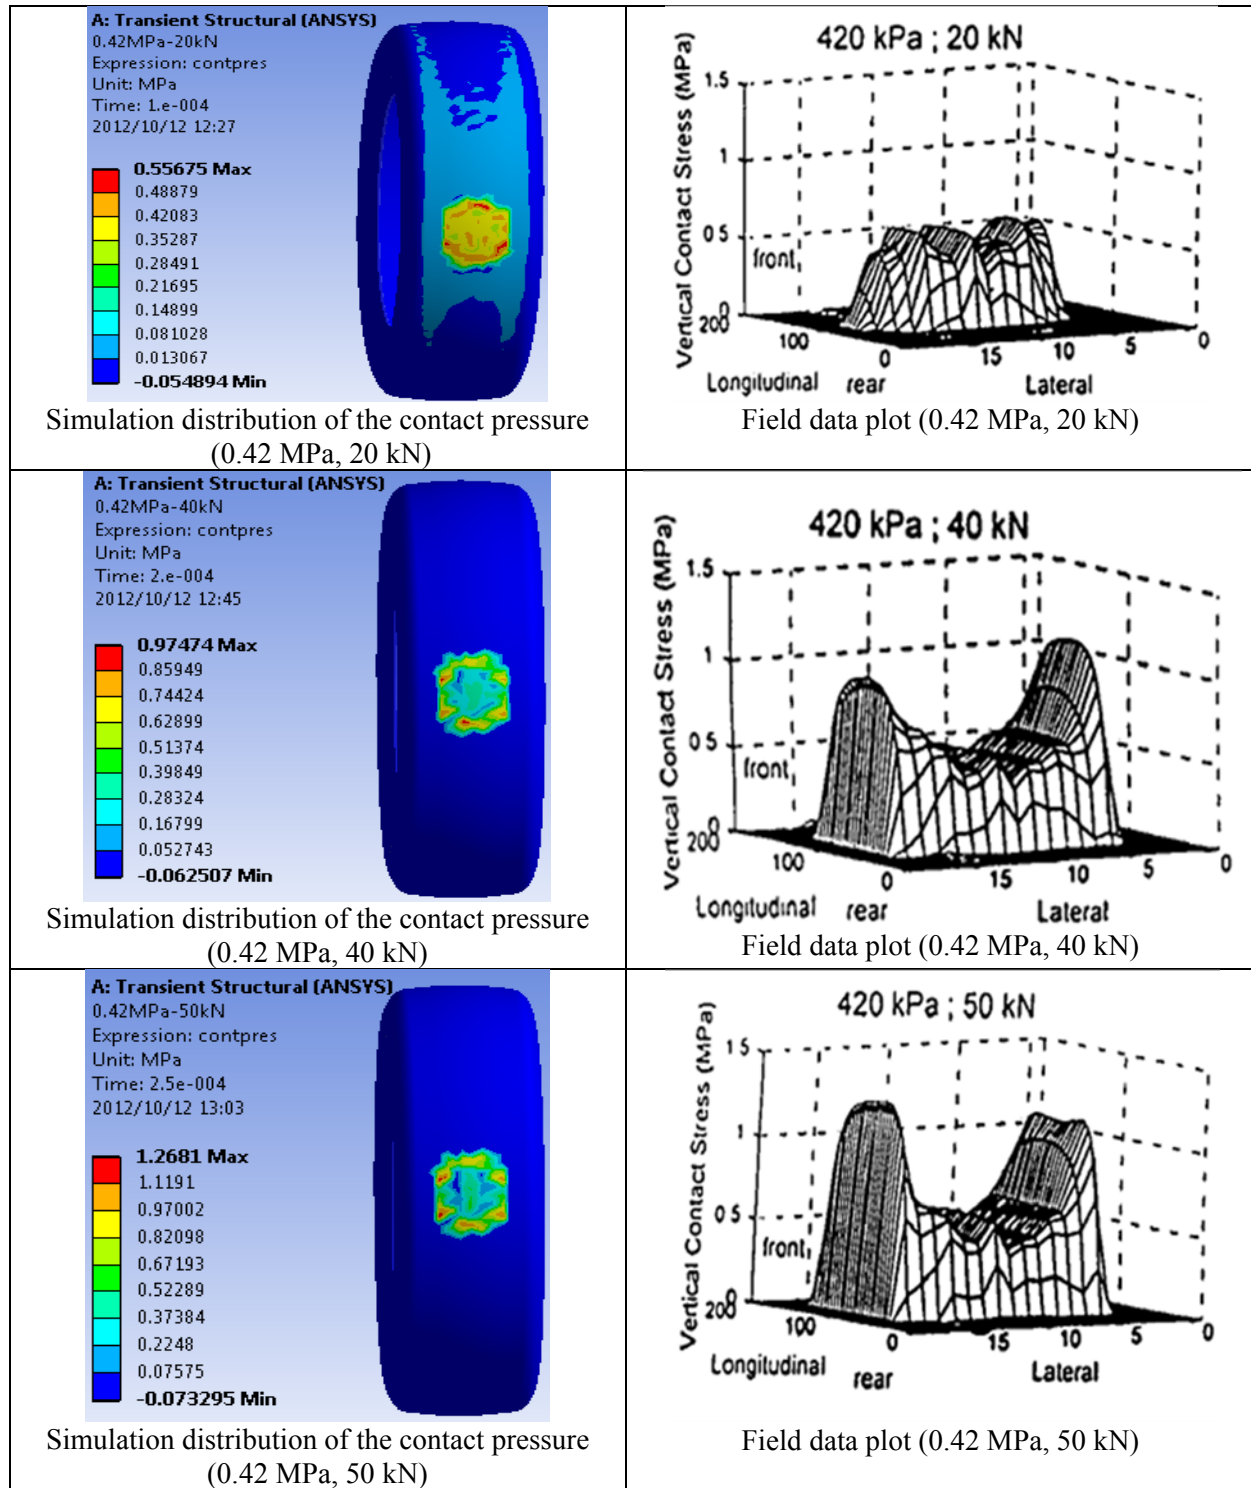 A: Transient Structural (ANSYS)
0.42MPa-20kN
Expression: contpres
Unit: MPa
Time: 1.e-004
2012/10/12 12:27
0.55675 Max
0.48879
0.42083
0.35287
0.28491
0.21695
0.14899
0.081028
0.013067
-0.054894 Min
Simulation distribution of the contact pressure
(0.42 MPa, 20 kN)
420 kPa ; 20 kN
Vertical Contact Stress (MPa)
1.5
1
0 5
0
front
200
100
0
15
10
5
0
Longitudinal rear Lateral
Field data plot (0.42 MPa, 20 kN)
A: Transient Structural (ANSYS)
0.42MPa-40kN
Expression: contpres
Unit: MPa
Time: 2.e-004
2012/10/12 12:45
0.97474 Max
0.85949
0.74424
0.62899
0.51374
0.39849
0.28324
0.16799
0.052743
-0.062507 Min
Simulation distribution of the contact pressure
(0.42 MPa, 40 kN)
420 kPa ; 40 kN
Vertical Contact Stress (MPa)
1.5
1
0 5
0
front
200
100
0
15
10
5
0
Longitudinal rear Lateral
Field data plot (0.42 MPa, 40 kN)
A: Transient Structural (ANSYS)
0.42MPa-50kN
Expression: contpres
Unit: MPa
Time: 2.5e-004
2012/10/12 13:03
1.2681 Max
1.1191
0.97002
0.82098
0.67193
0.52289
0.37384
0.2248
0.07575
-0.073295 Min
Simulation distribution of the contact pressure
(0.42 MPa, 50 kN)
420 kPa ; 50 kN
Vertical Contact Stress (MPa)
1 5
1
0 5
0
front
200
100
0
15
10
5
0
Longitudinal rear Lateral
Field data plot (0.42 MPa, 50 kN)